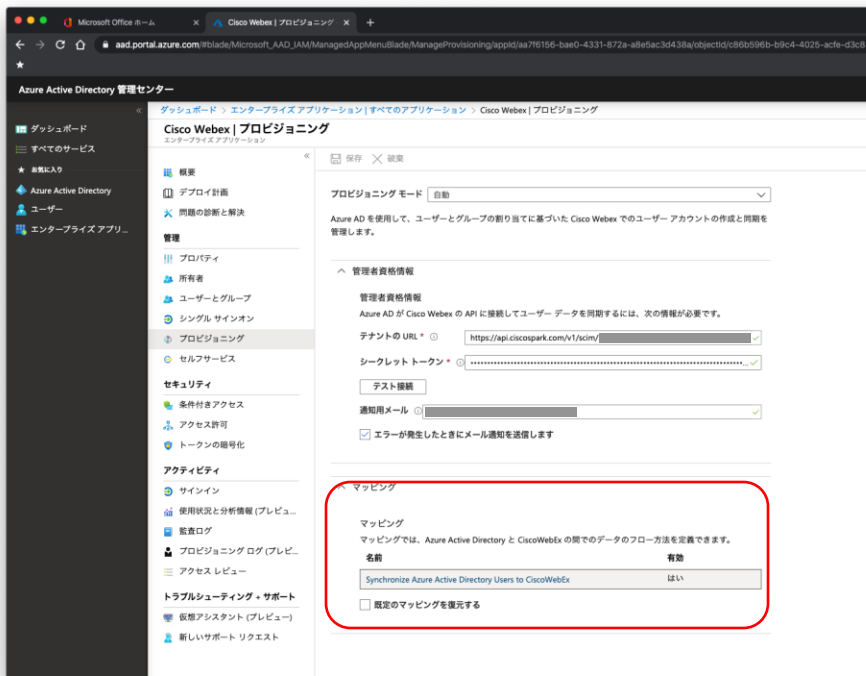 Microsoft Office ホーム
Cisco Webex | プロビジョニング
aad.portal.azure.com/#blade/Microsoft_AAD_IAM/ManagedAppMenuBlade/ManageProvisioning/appId/aa7f6156-bae0-4331-872a-a8e5ac3d438a/objectId/c86b596b-b9c4-4025-acfe-d3c8
Azure Active Directory 管理センター
ダッシュボード
すべてのサービス
お気に入り
Azure Active Directory
ユーザー
エンタープライズ アプリ...
ダッシュボード > エンタープライズ アプリケーション | すべてのアプリケーション > Cisco Webex | プロビジョニング
Cisco Webex | プロビジョニング
エンタープライズ アプリケーション
概要
デプロイ計画
問題の診断と解決
管理
プロパティ
所有者
ユーザーとグループ
シングル サインオン
プロビジョニング
セルフサービス
セキュリティ
条件付きアクセス
アクセス許可
トークンの暗号化
アクティビティ
サインイン
使用状況と分析情報 (プレビュ...
監査ログ
プロビジョニング ログ (プレビ...
アクセス レビュー
トラブルシューティング + サポート
仮想アシスタント (プレビュー)
新しいサポート リクエスト
保存 破棄
プロビジョニング モード 自動
Azure AD を使用して、ユーザーとグループの割り当てに基づいた Cisco Webex でのユーザー アカウントの作成と同期を
管理します。
管理者資格情報
管理者資格情報
Azure AD が Cisco Webex の API に接続してユーザー データを同期するには、次の情報が必要です。
テナントの URL * https://api.ciscospark.com/v1/scim/
シークレット トークン *
テスト接続
通知用メール
エラーが発生したときにメール通知を送信します
マッピング
マッピング
マッピングでは、Azure Active Directory と CiscoWebEx の間でのデータのフロー方法を定義できます。
名前 有効
Synchronize Azure Active Directory Users to CiscoWebEx はい
既定のマッピングを復元する